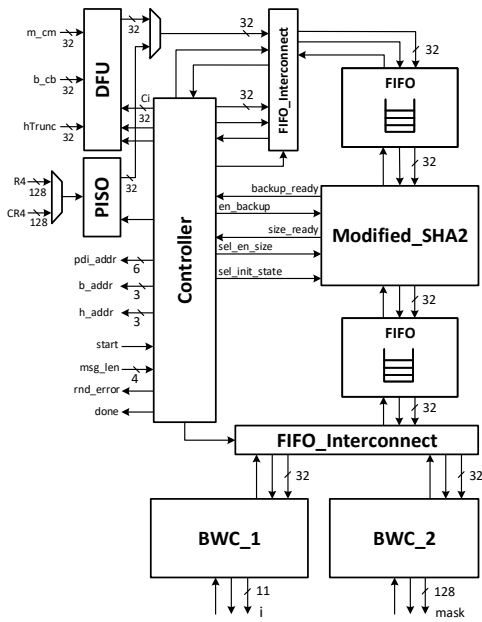 m_cm
32
b_cb
32
hTrunc
32
DFU
32
32
Ci
32
32
FIFO_Interconnect
32
FIFO
32
R4
128
CR4
128
PISO
32
Controller
backup_ready
en_backup
size_ready
sel_en_size
sel_init_state
Modified_SHA2
32
pdi_addr
6
b_addr
3
h_addr
3
start
msg_len
4
rnd_error
done
FIFO
32
FIFO_Interconnect
32
32
BWC_1
BWC_2
11
i
128
mask